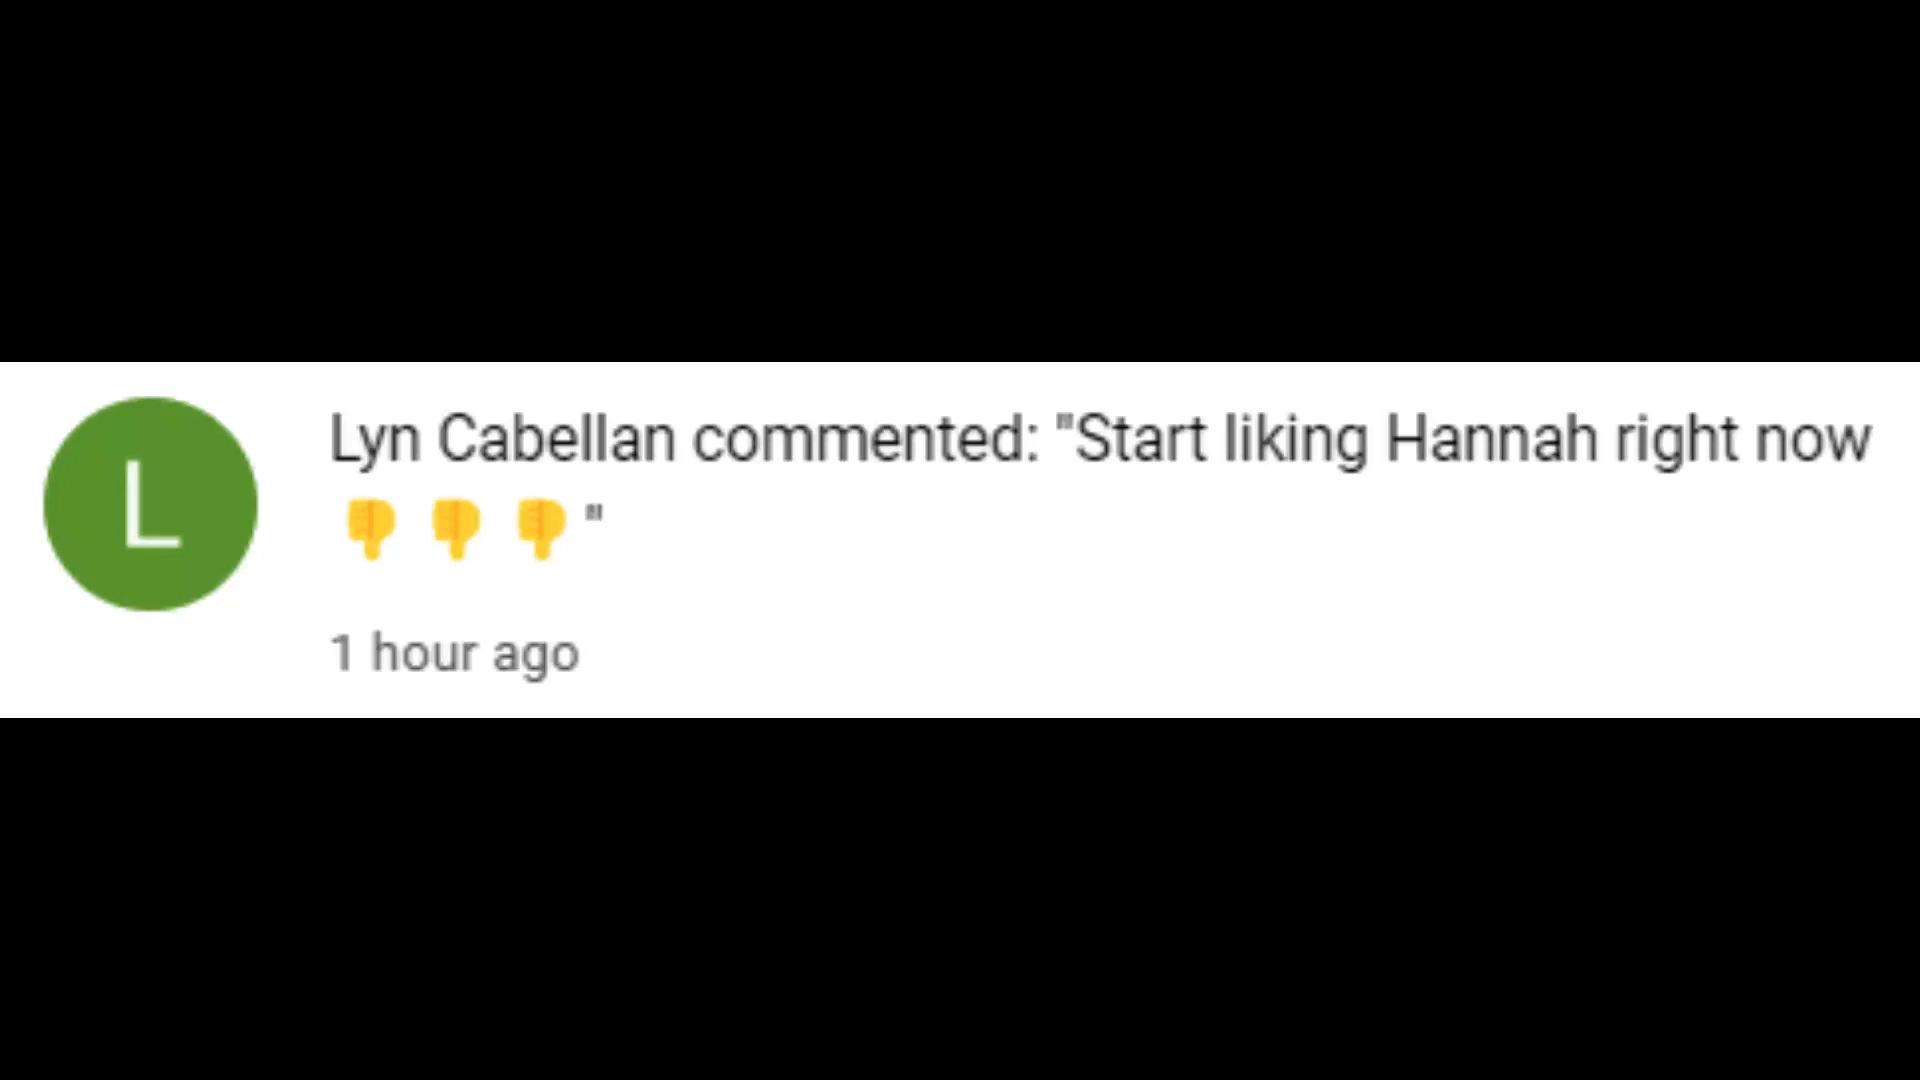 L
Lyn Cabellan commented: "Start liking Hannah right now
👎 👎 👎 "
1 hour ago